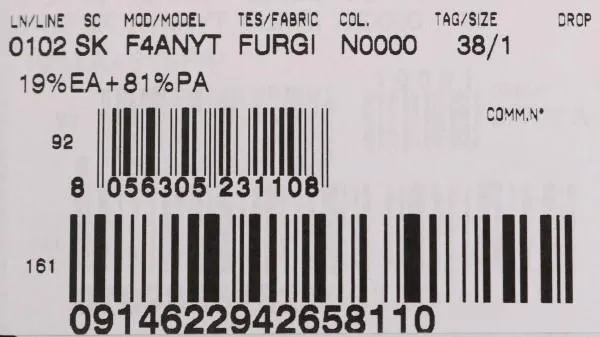 LN/LINE SC MOD/MODEL TES/FABRIC COL. TAG/SIZE DROP
0102 SK F4ANYT FURGI N0000 38/1
19%EA+81%PA
COMM.N°
92
8 056305 231108
161
0914622942658110